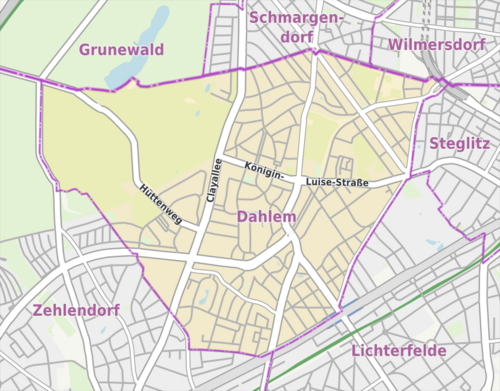 Schmargen-
dorf
Grunewald
Wilmersdorf
Steglitz
Clayallee
Königin-
Luise-Straße
Hüttenweg
Dahlem
Zehlendorf
Lichterfelde